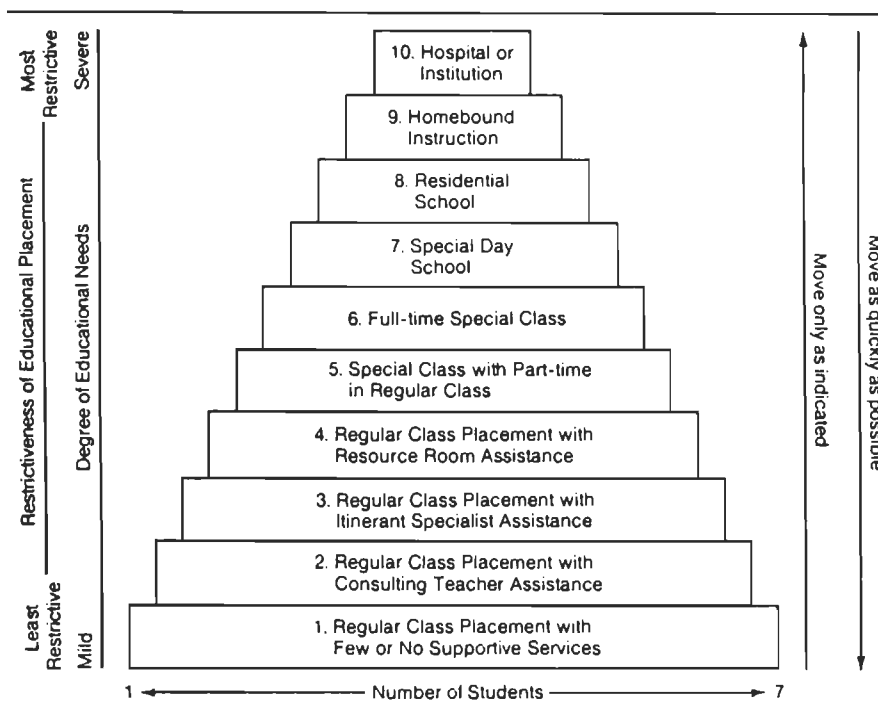 Most
Restrictive
Severe
10. Hospital or
Institution
9. Homebound
Instruction
8. Residential
School
7. Special Day
School
6. Full-time Special Class
5. Special Class with Part-time
in Regular Class
4. Regular Class Placement with
Resource Room Assistance
3. Regular Class Placement with
Itinerant Specialist Assistance
2. Regular Class Placement with
Consulting Teacher Assistance
1. Regular Class Placement with
Few or No Supportive Services
Restrictiveness of Educational Placement
Degree of Educational Needs
Least
Restrictive
Mild
Move only as indicated
Move as quickly as possible
1 Number of Students 7